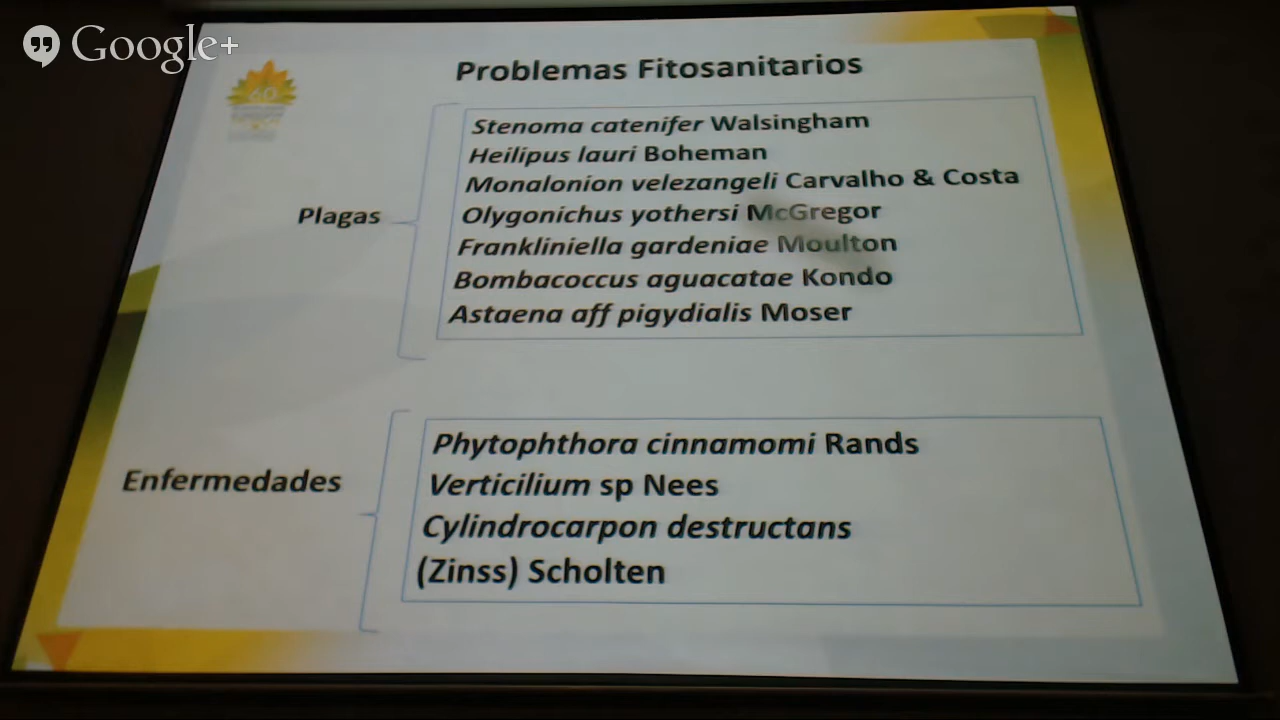 Google+
Problemas Fitosanitarios
60
Plagas
Stenoma catenifer Walsingham
Heilipus lauri Boheman
Monalonion velezangeli Carvalho & Costa
Olygonichus yothersi McGregor
Frankliniella gardeniae Moulton
Bombacoccus aguacatae Kondo
Astaena aff pigydialis Moser
Enfermedades
Phytophthora cinnamomi Rands
Verticilium sp Nees
Cylindrocarpon destructans
(Zinss) Scholten